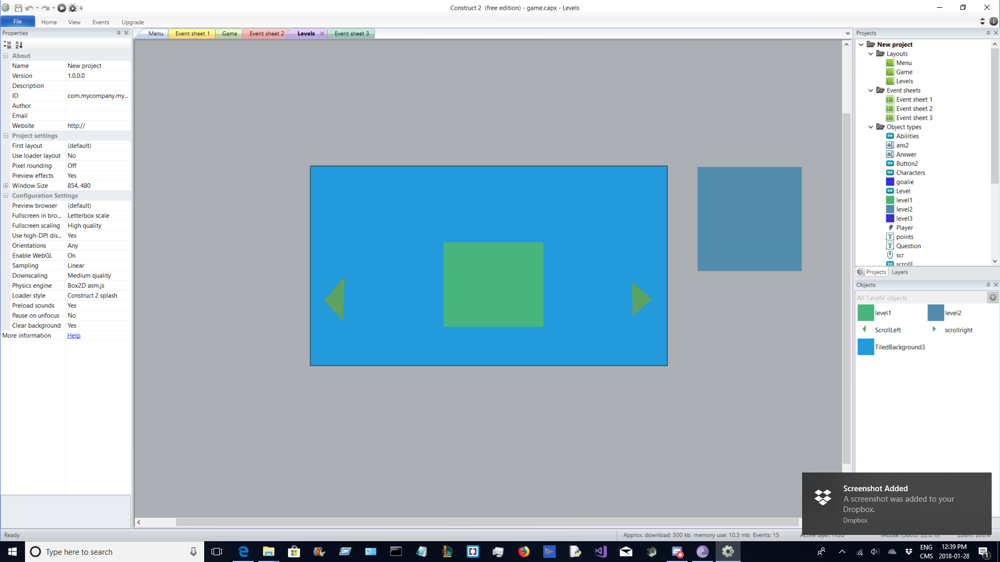 Construct 2  (free edition) - game.capx - Levels
File
Home
View
Events
Upgrade
Properties
Menu
Event sheet 1
Game
Event sheet 2
Levels
Event sheet 3
Projects
About
Name New project
Version 1.0.0.0
Description
ID com.mycompany.my...
Author
Email
Website http://
Project settings
First layout (default)
Use loader layout No
Pixel rounding Off
Preview effects Yes
Window Size 854, 480
Configuration Settings
Preview browser (default)
Fullscreen in bro... Letterbox scale
Fullscreen scaling High quality
Use high-DPI dis... Yes
Orientations Any
Enable WebGL On
Sampling Linear
Downscaling Medium quality
Physics engine Box2D asm.js
Loader style Construct 2 splash
Preload sounds Yes
Pause on unfocus No
Clear background Yes
More information Help
New project
Layouts
Menu
Game
Levels
Event sheets
Event sheet 1
Event sheet 2
Event sheet 3
Object types
Abilities
ans2
Answer
Button2
Characters
goalie
Level
level1
level2
level3
Player
points
Question
scr
scrolll
Projects Layers
Objects
All 'Levels' objects
level1 level2
ScrollLeft scrollright
TiledBackground3
Screenshot Added
A screenshot was added to your
Dropbox.
Dropbox
Ready
Approx. download: 300 kb  memory use: 10.3 mb  Events: 15
Active layer: HUD
Mouse: (580.0, 22.0, 0)
Zoom: 200%
Type here to search
ENG
CMS
12:39 PM
2018-01-28
1